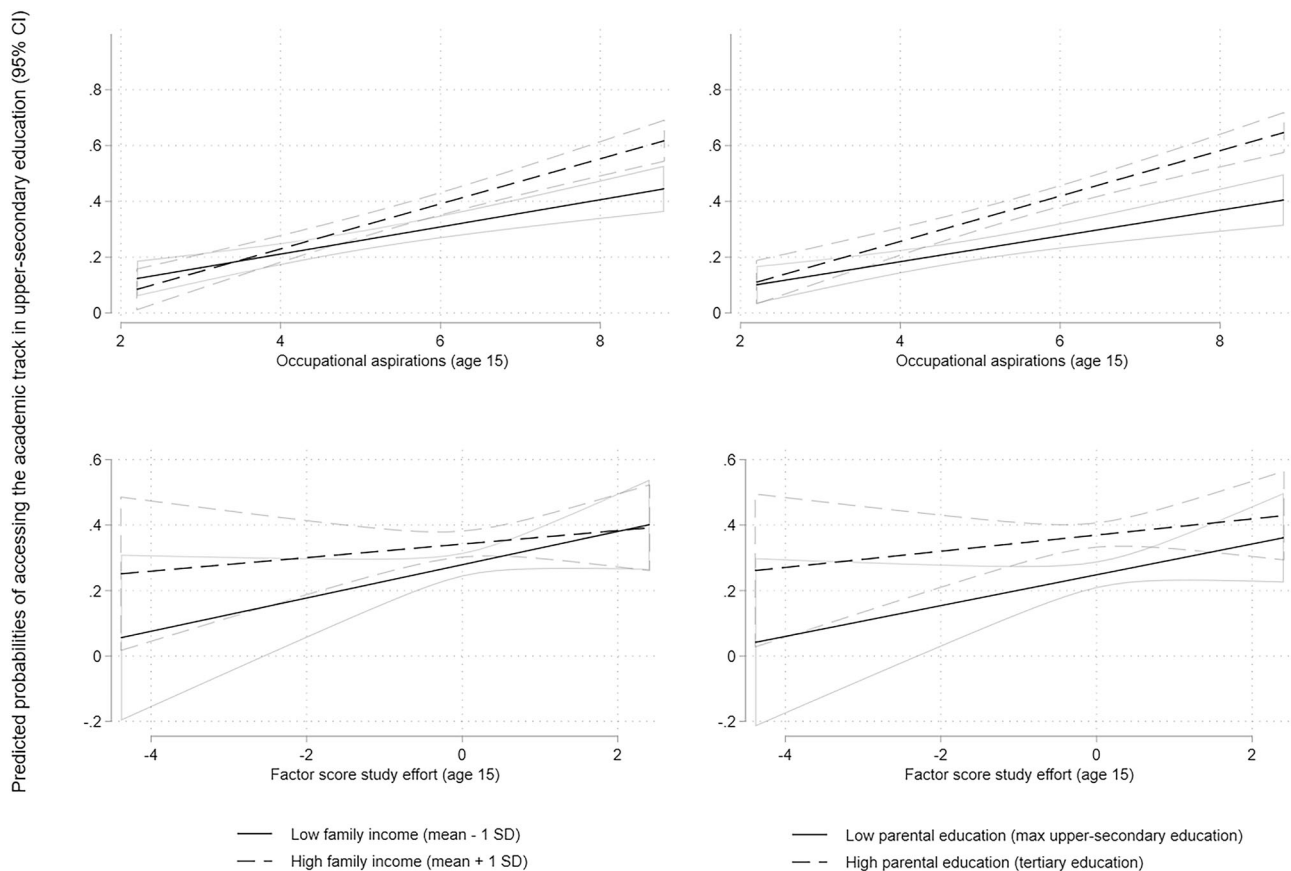 Predicted probabilities of accessing the academic track in upper-secondary education (95% CI)
.8
.6
.4
.2
0
2 4 6 8
Occupational aspirations (age 15)
.8
.6
.4
.2
0
2 4 6 8
Occupational aspirations (age 15)
.6
.4
.2
0
-.2
-4 -2 0 2
Factor score study effort (age 15)
.6
.4
.2
0
-.2
-4 -2 0 2
Factor score study effort (age 15)
Low family income (mean - 1 SD)
High family income (mean + 1 SD)
Low parental education (max upper-secondary education)
High parental education (tertiary education)